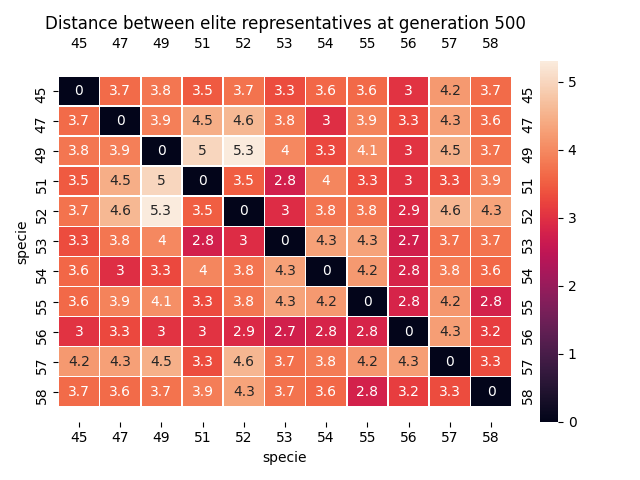 Distance between elite representatives at generation 500
45 47 49 51 52 53 54 55 56 57 58
45 0 3.7 3.8 3.5 3.7 3.3 3.6 3.6 3 4.2 3.7 45
47 3.7 0 3.9 4.5 4.6 3.8 3 3.9 3.3 4.3 3.6 47
49 3.8 3.9 0 5 5.3 4 3.3 4.1 3 4.5 3.7 49
51 3.5 4.5 5 0 3.5 2.8 4 3.3 3 3.3 3.9 51
52 3.7 4.6 5.3 3.5 0 3 3.8 3.8 2.9 4.6 4.3 52
53 3.3 3.8 4 2.8 3 0 4.3 4.3 2.7 3.7 3.7 53
54 3.6 3 3.3 4 3.8 4.3 0 4.2 2.8 3.8 3.6 54
55 3.6 3.9 4.1 3.3 3.8 4.3 4.2 0 2.8 4.2 2.8 55
56 3 3.3 3 3 2.9 2.7 2.8 2.8 0 4.3 3.2 56
57 4.2 4.3 4.5 3.3 4.6 3.7 3.8 4.2 4.3 0 3.3 57
58 3.7 3.6 3.7 3.9 4.3 3.7 3.6 2.8 3.2 3.3 0 58
45 47 49 51 52 53 54 55 56 57 58
specie
specie
5
4
3
2
1
0